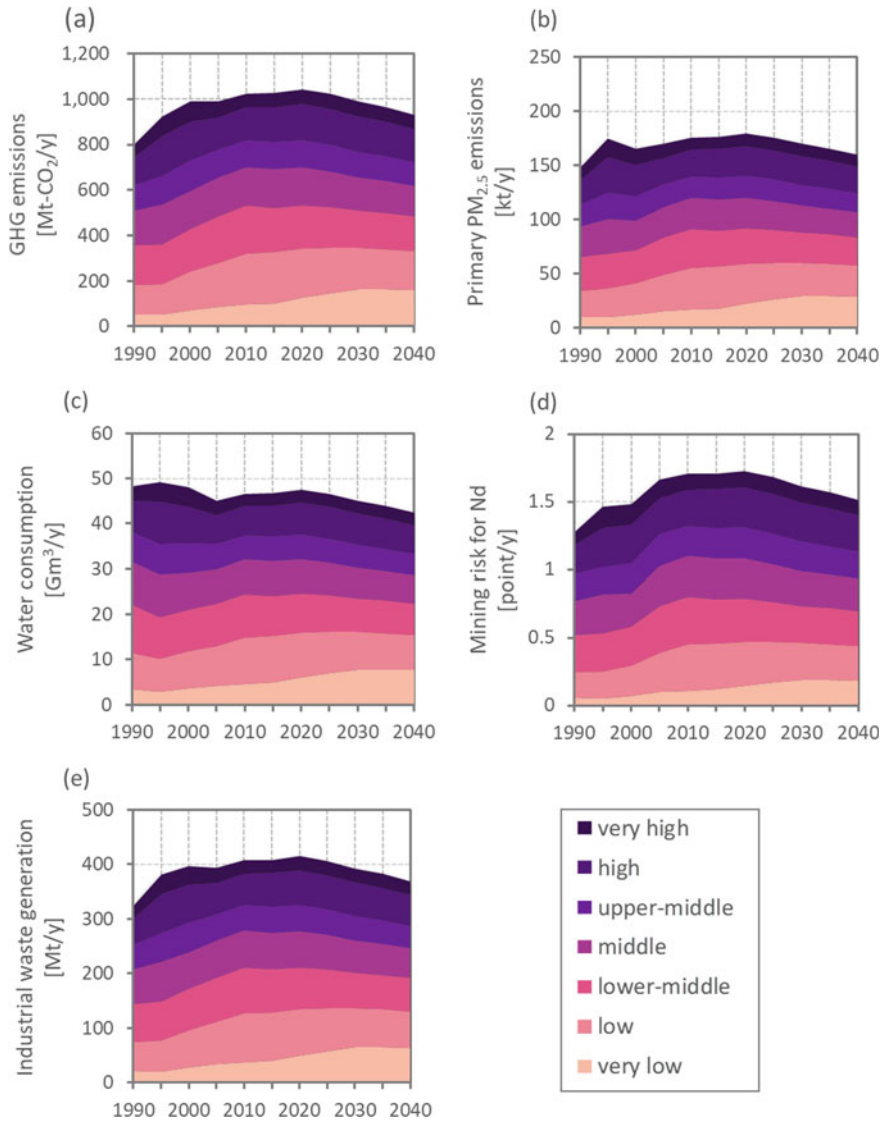 (a)
GHG emissions
[Mt-CO₂/y]
1,200
1,000
800
600
400
200
0
1990 2000 2010 2020 2030 2040
(b)
Primary PM₂.₅ emissions
[kt/y]
250
200
150
100
50
0
1990 2000 2010 2020 2030 2040
(c)
Water consumption
[Gm³/y]
60
50
40
30
20
10
0
1990 2000 2010 2020 2030 2040
(d)
Mining risk for Nd
[point/y]
2
1.5
1
0.5
0
1990 2000 2010 2020 2030 2040
(e)
Industrial waste generation
[Mt/y]
500
400
300
200
100
0
1990 2000 2010 2020 2030 2040
very high
high
upper-middle
middle
lower-middle
low
very low